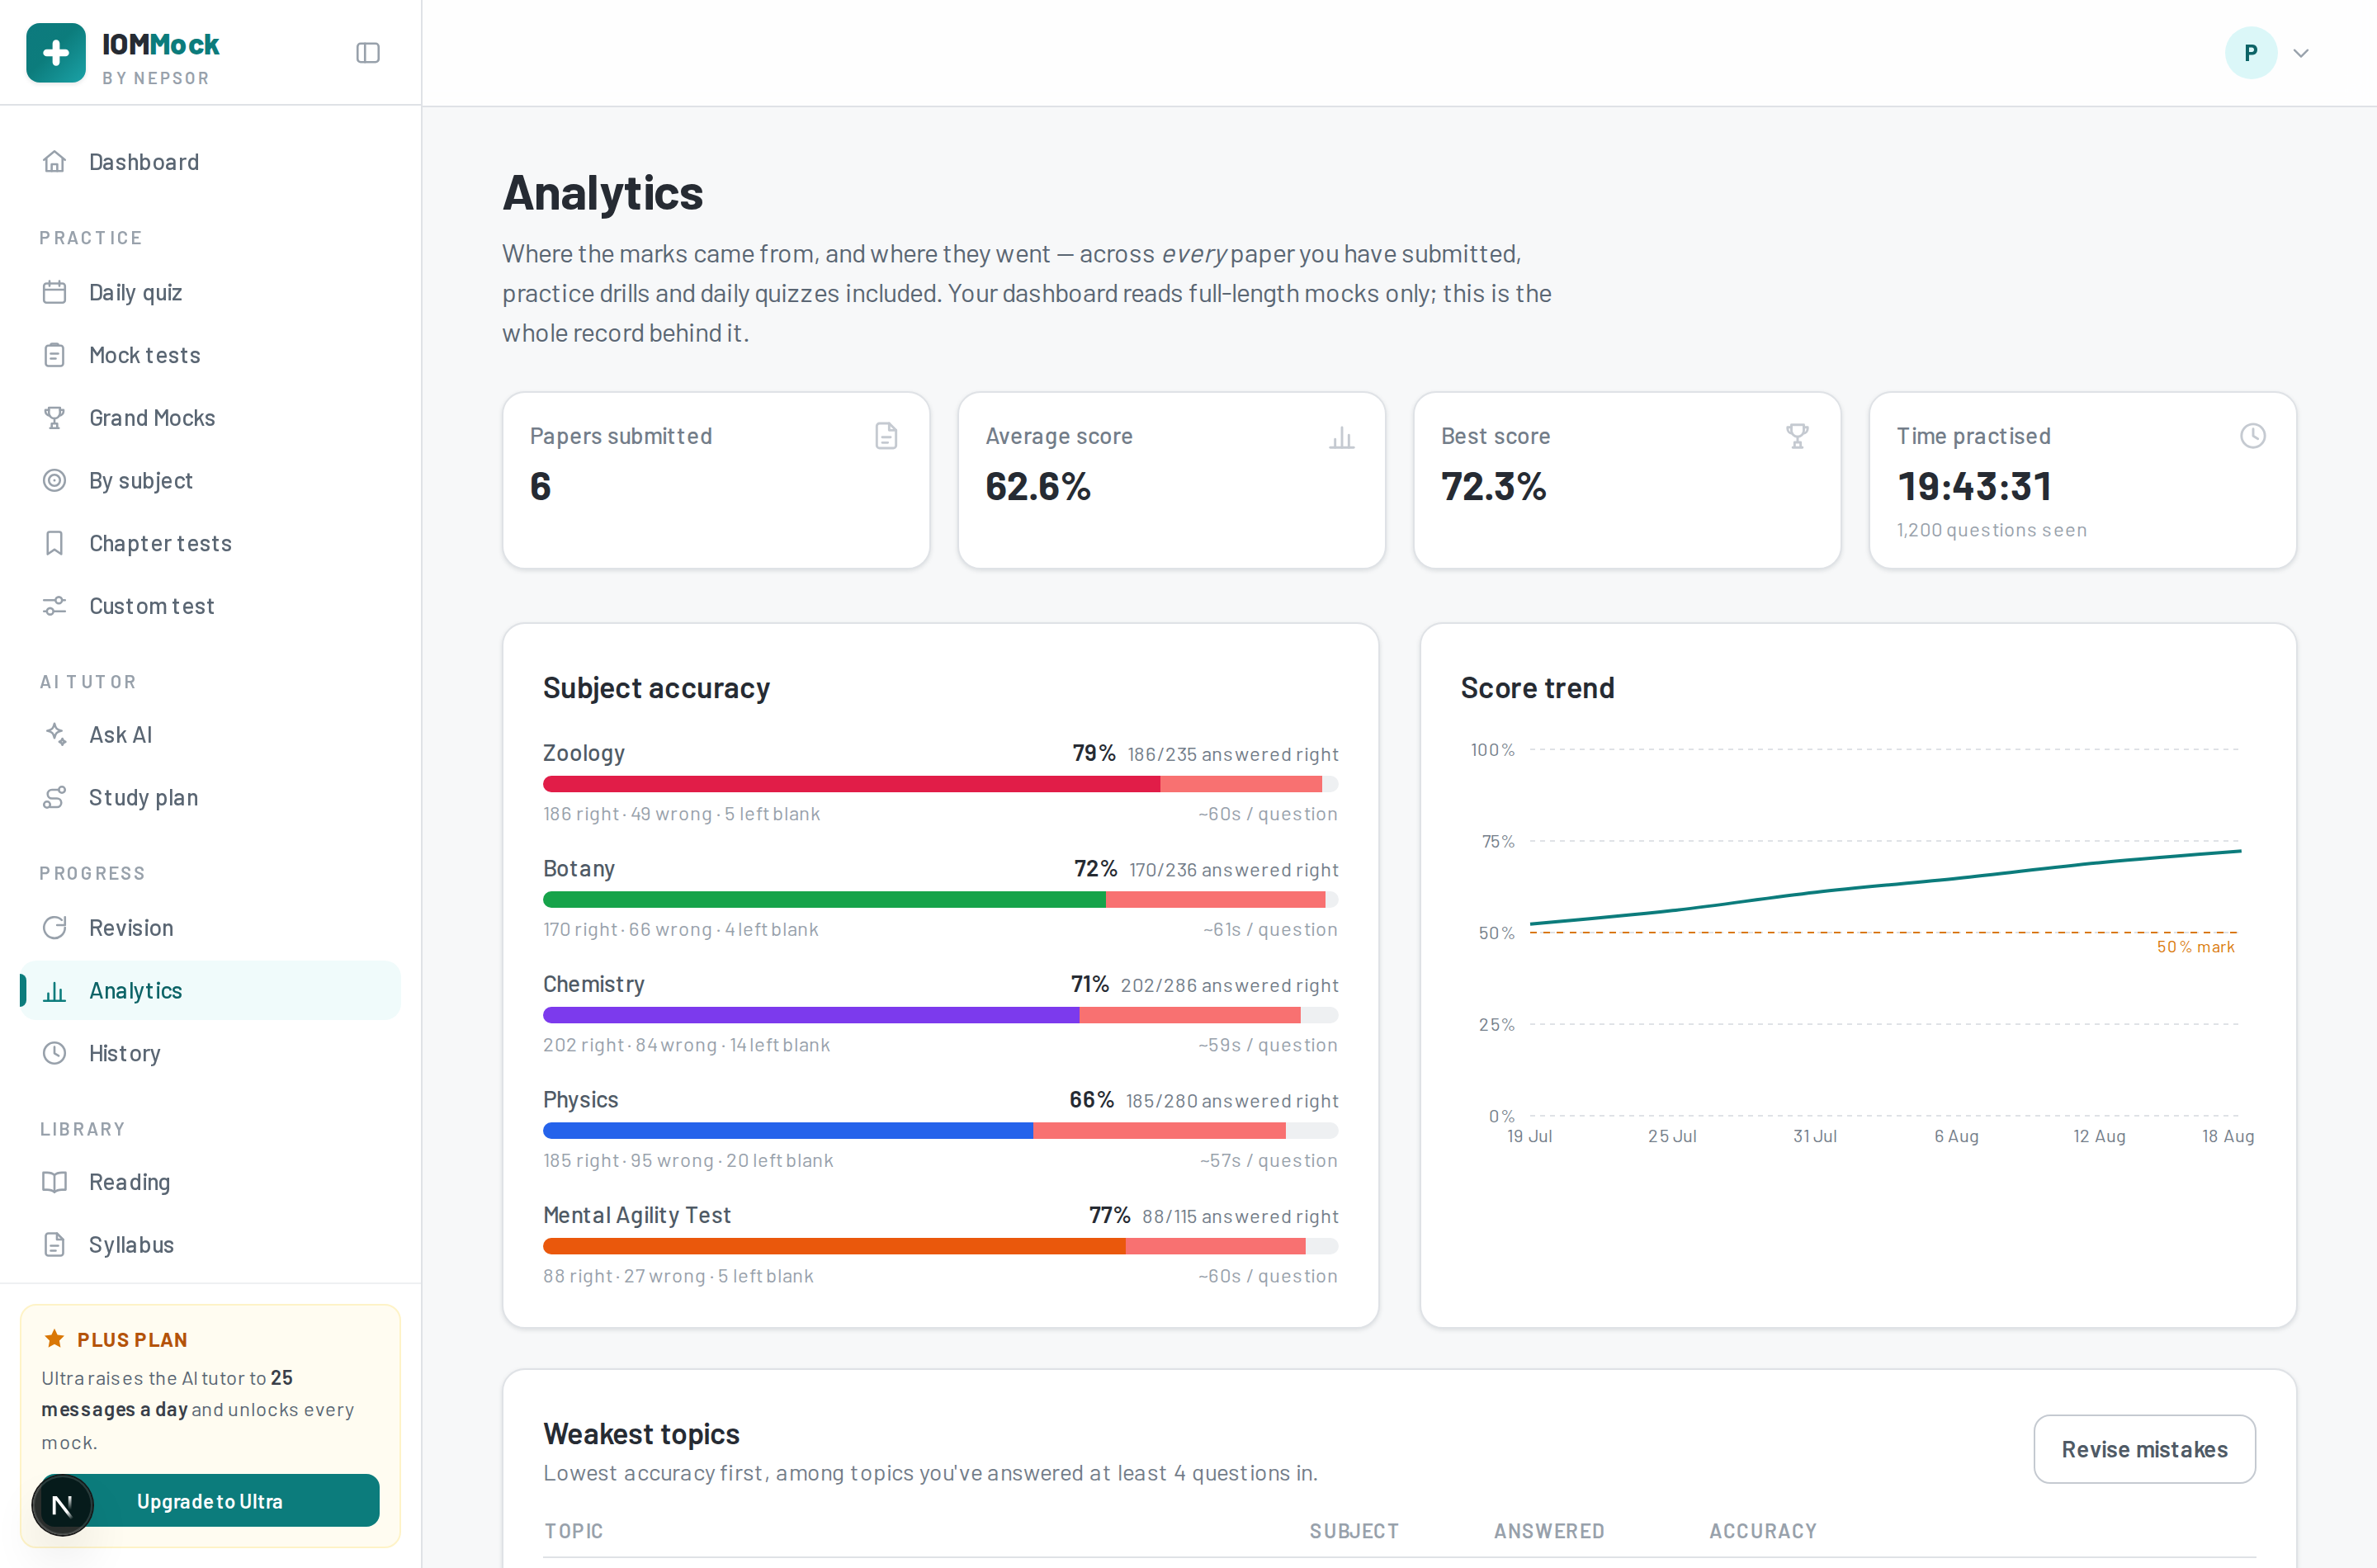 IOMMock
BY NEPSOR
P
Dashboard
PRACTICE
Daily quiz
Mock tests
Grand Mocks
By subject
Chapter tests
Custom test
AI TUTOR
Ask AI
Study plan
PROGRESS
Revision
Analytics
History
LIBRARY
Reading
Syllabus
PLUS PLAN
Ultra raises the AI tutor to 25
messages a day and unlocks every
mock.
Upgrade to Ultra
N
Analytics
Where the marks came from, and where they went — across every paper you have submitted,
practice drills and daily quizzes included. Your dashboard reads full-length mocks only; this is the
whole record behind it.
Papers submitted
6
Average score
62.6%
Best score
72.3%
Time practised
19:43:31
1,200 questions seen
Subject accuracy
Zoology 79% 186/235 answered right
186 right · 49 wrong · 5 left blank ~60s / question
Botany 72% 170/236 answered right
170 right · 66 wrong · 4 left blank ~61s / question
Chemistry 71% 202/286 answered right
202 right · 84 wrong · 14 left blank ~59s / question
Physics 66% 185/280 answered right
185 right · 95 wrong · 20 left blank ~57s / question
Mental Agility Test 77% 88/115 answered right
88 right · 27 wrong · 5 left blank ~60s / question
Score trend
100%
75%
50%
50% mark
25%
0%
19 Jul 25 Jul 31 Jul 6 Aug 12 Aug 18 Aug
Weakest topics
Lowest accuracy first, among topics you've answered at least 4 questions in.
Revise mistakes
TOPIC SUBJECT ANSWERED ACCURACY